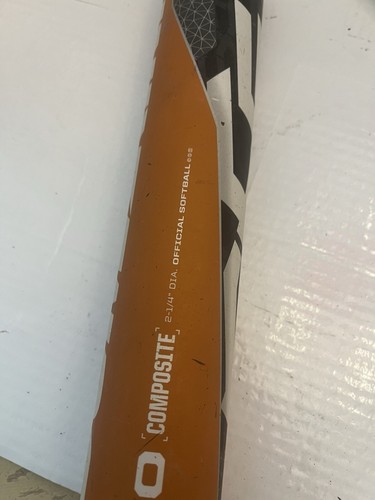 O
[COMPOSITE] 2-1/4" DIA. OFFICIAL SOFTBALL